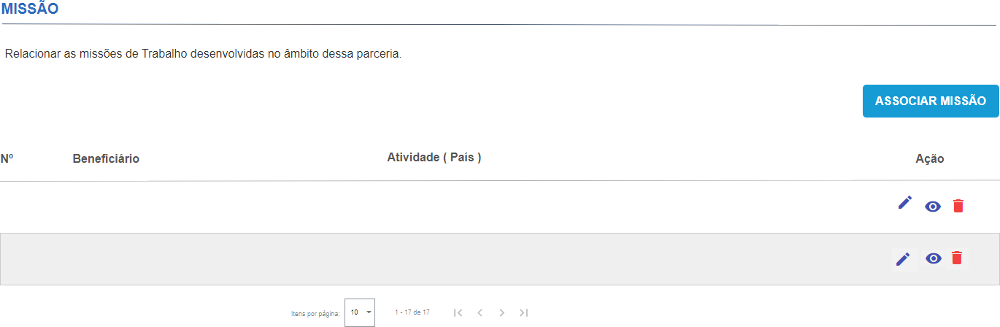 MISSÃO
Relacionar as missões de Trabalho desenvolvidas no âmbito dessa parceria.
ASSOCIAR MISSÃO
Nº Beneficiário Atividade ( País ) Ação
Itens por página: 10 1 - 17 de 17